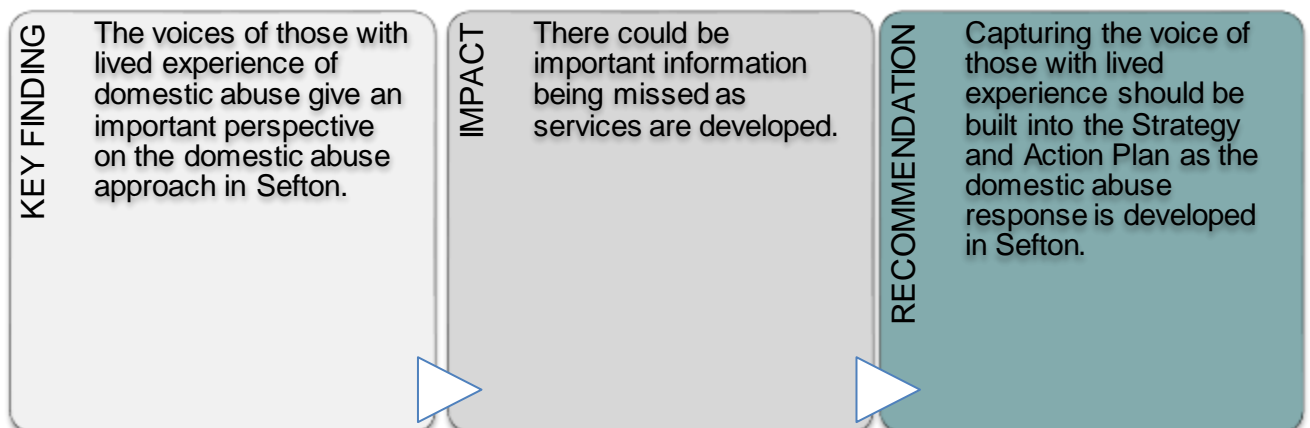 KEY FINDING
The voices of those with
lived experience of
domestic abuse give an
important perspective
on the domestic abuse
approach in Sefton.
IMPACT
There could be
important information
being missed as
services are developed.
RECOMMENDATION
Capturing the voice of
those with lived
experience should be
built into the Strategy
and Action Plan as the
domestic abuse
response is developed
in Sefton.